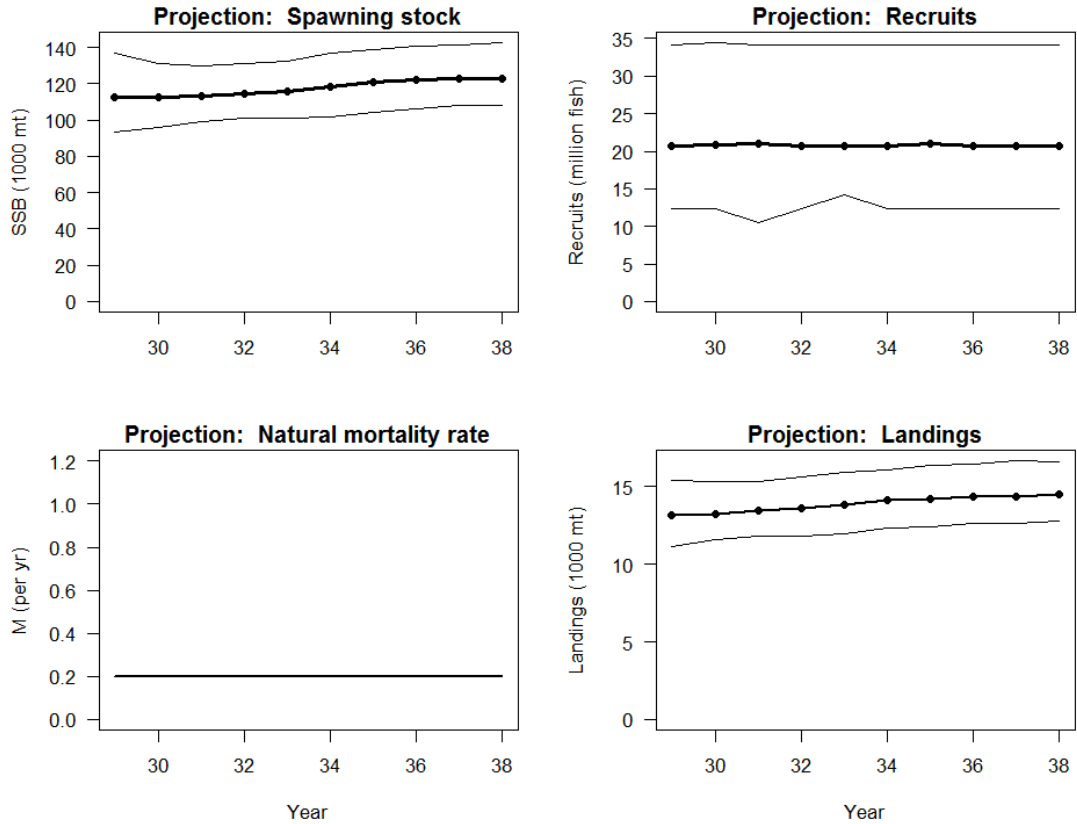 Projection: Spawning stock
SSB (1000 mt)
140
120
100
80
60
40
20
0
30 32 34 36 38
Projection: Recruits
Recruits (million fish)
35
30
25
20
15
10
5
0
30 32 34 36 38
Projection: Natural mortality rate
M (per yr)
1.2
1.0
0.8
0.6
0.4
0.2
0.0
30 32 34 36 38
Year
Projection: Landings
Landings (1000 mt)
15
10
5
0
30 32 34 36 38
Year